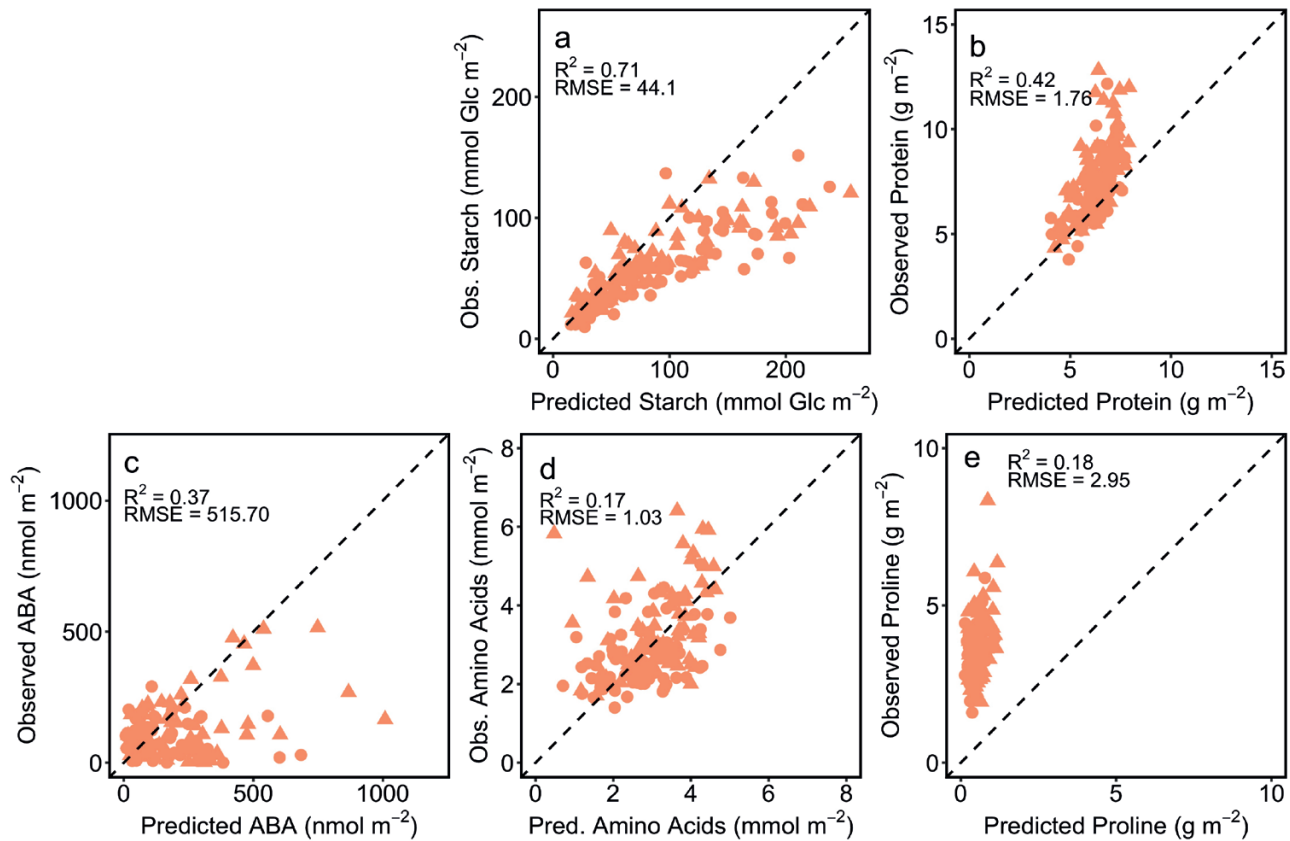 a
R² = 0.71
RMSE = 44.1
Obs. Starch (mmol Glc m⁻²)
200
100
0
0 100 200
Predicted Starch (mmol Glc m⁻²)
b
R² = 0.42
RMSE = 1.76
Observed Protein (g m⁻²)
15
10
5
0
0 5 10 15
Predicted Protein (g m⁻²)
c
R² = 0.37
RMSE = 515.70
Observed ABA (nmol m⁻²)
1000
500
0
0 500 1000
Predicted ABA (nmol m⁻²)
d
R² = 0.17
RMSE = 1.03
Obs. Amino Acids (mmol m⁻²)
8
6
4
2
0
0 2 4 6 8
Pred. Amino Acids (mmol m⁻²)
e
R² = 0.18
RMSE = 2.95
Observed Proline (g m⁻²)
10
5
0
0 5 10
Predicted Proline (g m⁻²)